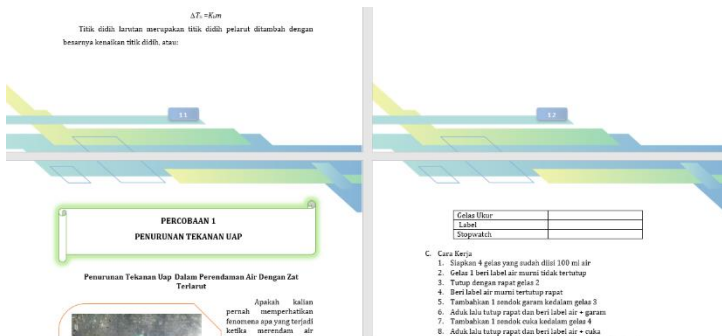 ΔTb =Kbm
Titik didih larutan merupakan titik didih pelarut ditambah dengan
besarnya kenaikan titik didih, atau:
11
12
PERCOBAAN 1
PENURUNAN TEKANAN UAP
Penurunan Tekanan Uap Dalam Perendaman Air Dengan Zat
Terlarut
Apakah kalian
pernah memperhatikan
fenomena apa yang terjadi
ketika merendam air
Gelas Ukur
Label
Stopwatch
C. Cara Kerja
1. Siapkan 4 gelas yang sudah diisi 100 ml air
2. Gelas 1 beri label air murni tidak tertutup
3. Tutup dengan rapat gelas 2
4. Beri label air murni tertutup rapat
5. Tambahkan 1 sendok garam kedalam gelas 3
6. Aduk lalu tutup rapat dan beri label air + garam
7. Tambahkan 1 sendok cuka kedalam gelas 4
8. Aduk lalu tutup rapat dan beri label air + cuka